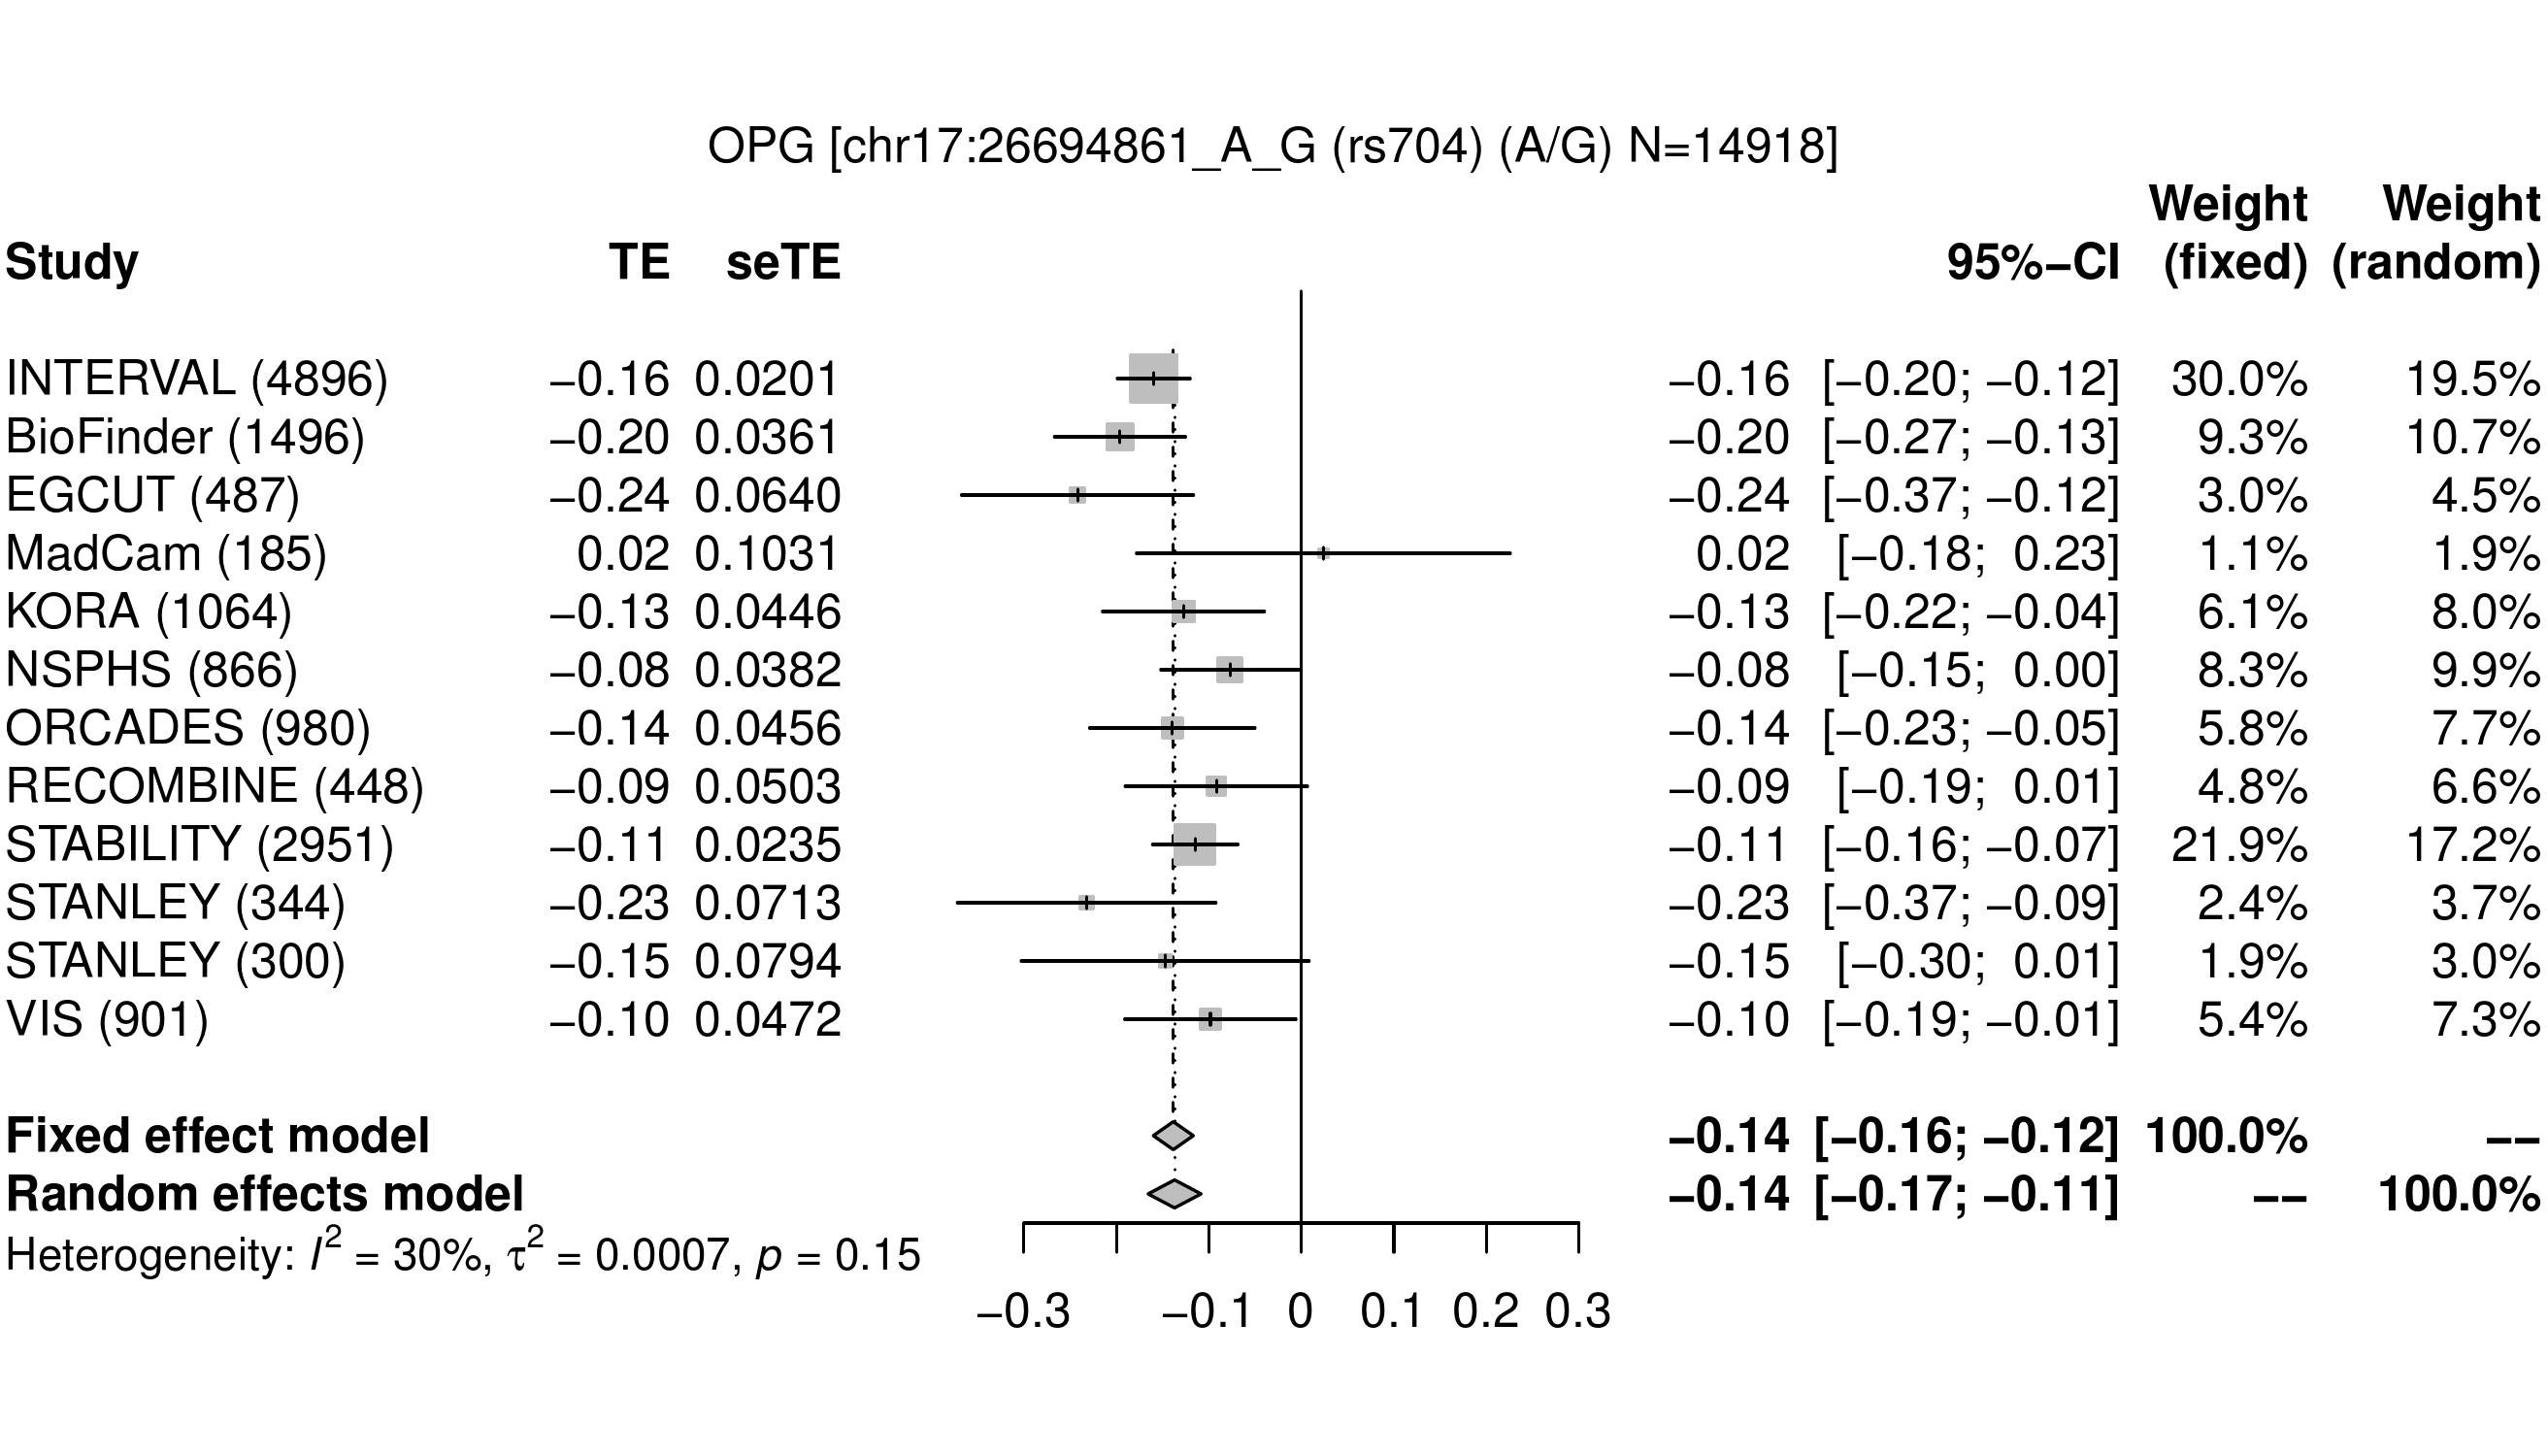 OPG [chr17:26694861_A_G (rs704) (A/G) N=14918]
Weight Weight
Study TE seTE 95%−CI (fixed) (random)
INTERVAL (4896) −0.16 0.0201 −0.16 [−0.20; −0.12] 30.0% 19.5%
BioFinder (1496) −0.20 0.0361 −0.20 [−0.27; −0.13] 9.3% 10.7%
EGCUT (487) −0.24 0.0640 −0.24 [−0.37; −0.12] 3.0% 4.5%
MadCam (185) 0.02 0.1031 0.02 [−0.18; 0.23] 1.1% 1.9%
KORA (1064) −0.13 0.0446 −0.13 [−0.22; −0.04] 6.1% 8.0%
NSPHS (866) −0.08 0.0382 −0.08 [−0.15; 0.00] 8.3% 9.9%
ORCADES (980) −0.14 0.0456 −0.14 [−0.23; −0.05] 5.8% 7.7%
RECOMBINE (448) −0.09 0.0503 −0.09 [−0.19; 0.01] 4.8% 6.6%
STABILITY (2951) −0.11 0.0235 −0.11 [−0.16; −0.07] 21.9% 17.2%
STANLEY (344) −0.23 0.0713 −0.23 [−0.37; −0.09] 2.4% 3.7%
STANLEY (300) −0.15 0.0794 −0.15 [−0.30; 0.01] 1.9% 3.0%
VIS (901) −0.10 0.0472 −0.10 [−0.19; −0.01] 5.4% 7.3%
Fixed effect model −0.14 [−0.16; −0.12] 100.0% −−
Random effects model −0.14 [−0.17; −0.11] −− 100.0%
Heterogeneity: I² = 30%, τ² = 0.0007, p = 0.15
−0.3 −0.1 0 0.1 0.2 0.3